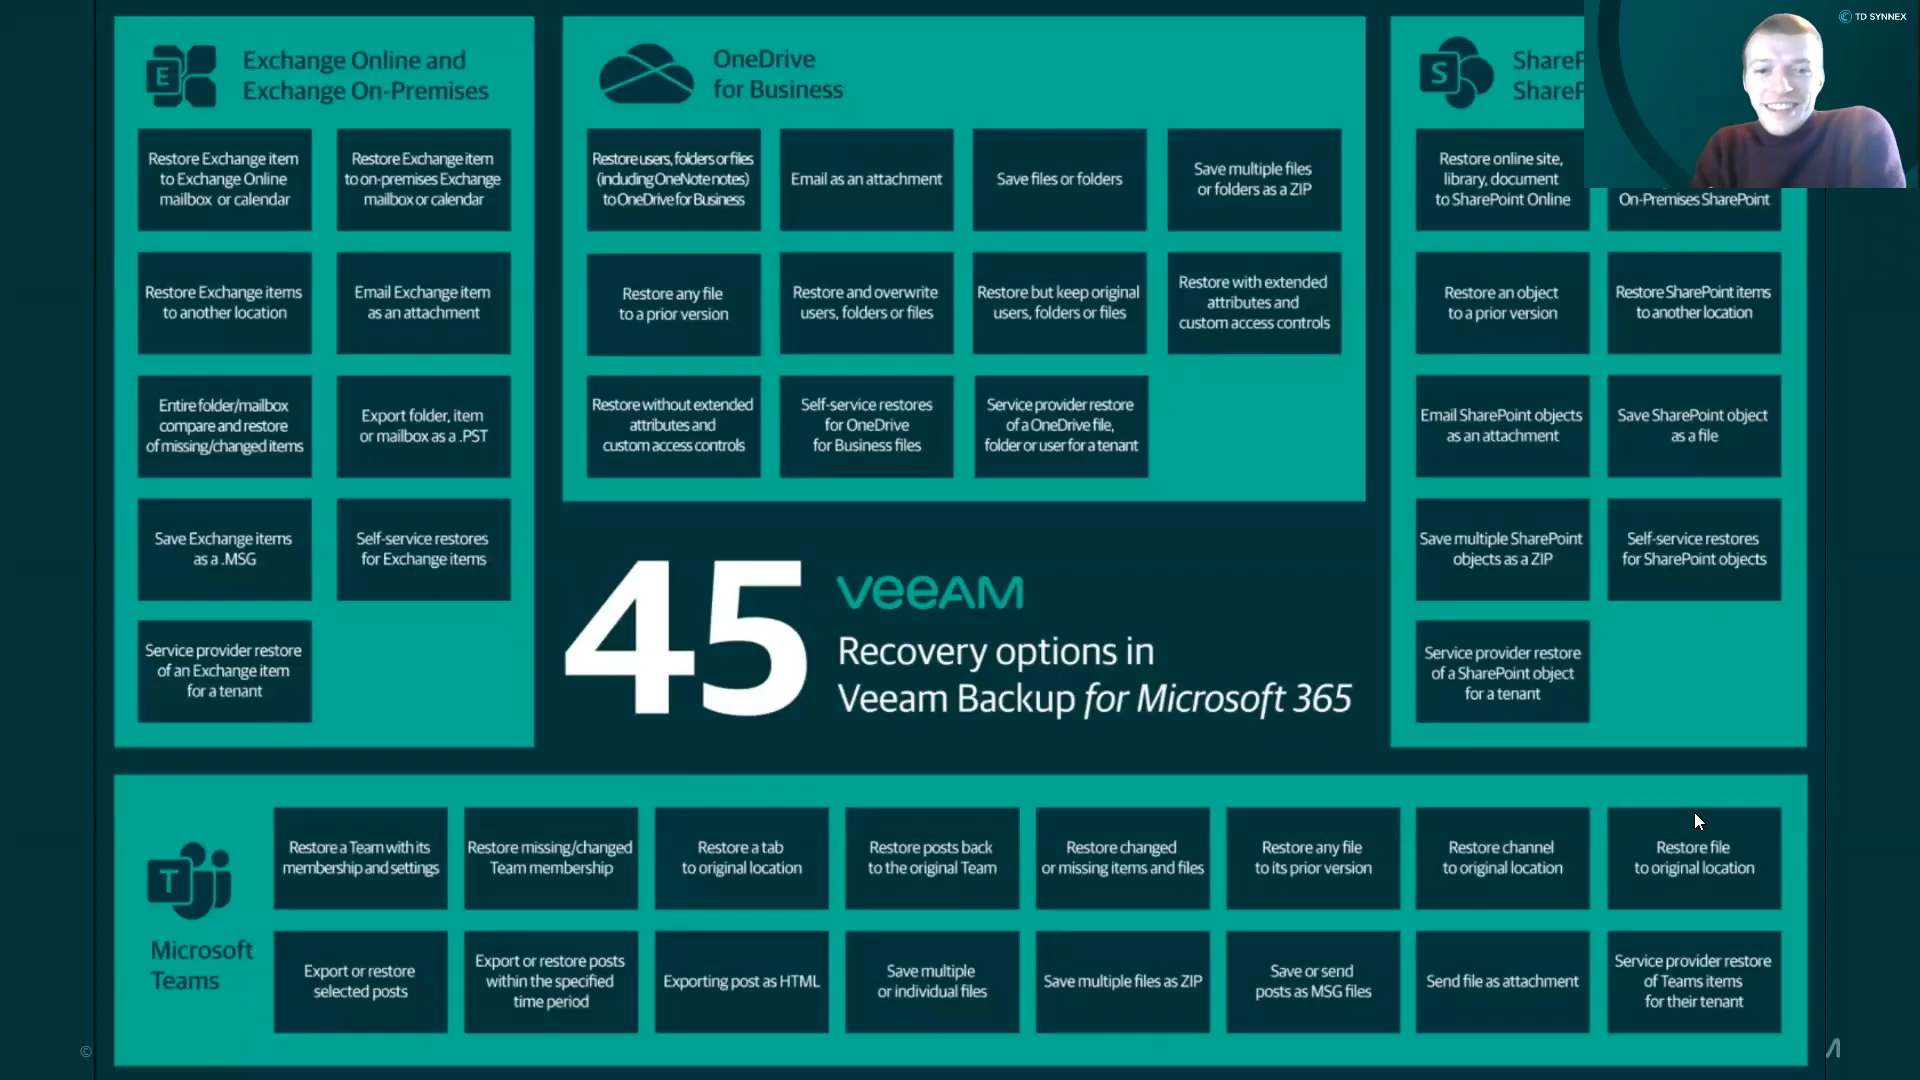 TD SYNNEX
Exchange Online and
Exchange On-Premises
Restore Exchange item
to Exchange Online
mailbox or calendar
Restore Exchange item
to on-premises Exchange
mailbox or calendar
Restore Exchange items
to another location
Email Exchange item
as an attachment
Entire folder/mailbox
compare and restore
of missing/changed items
Export folder, item
or mailbox as a .PST
Save Exchange items
as a .MSG
Self-service restores
for Exchange items
Service provider restore
of an Exchange item
for a tenant
OneDrive
for Business
Restore users, folders or files
(including OneNote notes)
to OneDrive for Business
Email as an attachment
Save files or folders
Save multiple files
or folders as a ZIP
Restore any file
to a prior version
Restore and overwrite
users, folders or files
Restore but keep original
users, folders or files
Restore with extended
attributes and
custom access controls
Restore without extended
attributes and
custom access controls
Self-service restores
for OneDrive
for Business files
Service provider restore
of a OneDrive file,
folder or user for a tenant
45
veeAM
Recovery options in
Veeam Backup for Microsoft 365
Restore online site,
library, document
to SharePoint Online
On-Premises SharePoint
Restore an object
to a prior version
Restore SharePoint items
to another location
Email SharePoint objects
as an attachment
Save SharePoint object
as a file
Save multiple SharePoint
objects as a ZIP
Self-service restores
for SharePoint objects
Service provider restore
of a SharePoint object
for a tenant
Microsoft
Teams
Restore a Team with its
membership and settings
Restore missing/changed
Team membership
Restore a tab
to original location
Restore posts back
to the original Team
Restore changed
or missing items and files
Restore any file
to its prior version
Restore channel
to original location
Restore file
to original location
Export or restore
selected posts
Export or restore posts
within the specified
time period
Exporting post as HTML
Save multiple
or individual files
Save multiple files as ZIP
Save or send
posts as MSG files
Send file as attachment
Service provider restore
of Teams items
for their tenant
©